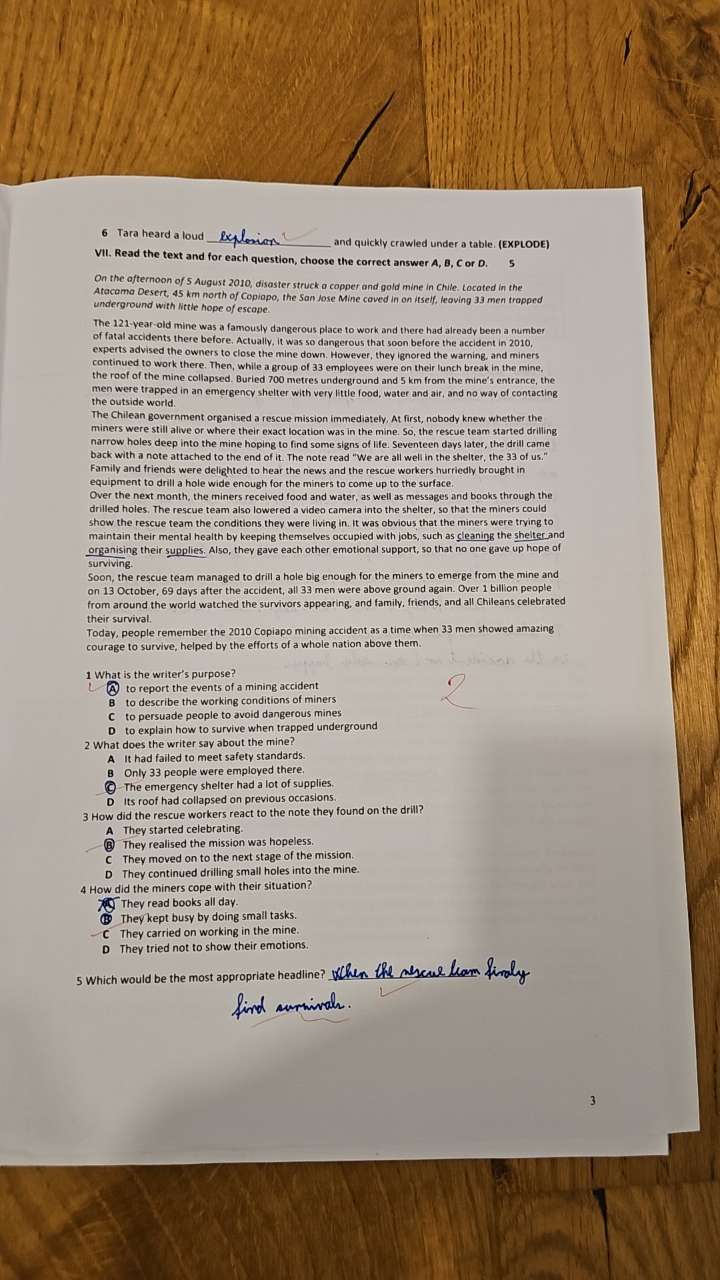 6 Tara heard a loud explosion and quickly crawled under a table. (EXPLODE)
VII. Read the text and for each question, choose the correct answer A, B, C or D. 5
On the afternoon of 5 August 2010, disaster struck a copper and gold mine in Chile. Located in the
Atacama Desert, 45 km north of Copiapo, the San Jose Mine caved in on itself, leaving 33 men trapped
underground with little hope of escape.
The 121-year-old mine was a famously dangerous place to work and there had already been a number
of fatal accidents there before. Actually, it was so dangerous that soon before the accident in 2010,
experts advised the owners to close the mine down. However, they ignored the warning, and miners
continued to work there. Then, while a group of 33 employees were on their lunch break in the mine,
the roof of the mine collapsed. Buried 700 metres underground and 5 km from the mine's entrance, the
men were trapped in an emergency shelter with very little food, water and air, and no way of contacting
the outside world.
The Chilean government organised a rescue mission immediately. At first, nobody knew whether the
miners were still alive or where their exact location was in the mine. So, the rescue team started drilling
narrow holes deep into the mine hoping to find some signs of life. Seventeen days later, the drill came
back with a note attached to the end of it. The note read "We are all well in the shelter, the 33 of us."
Family and friends were delighted to hear the news and the rescue workers hurriedly brought in
equipment to drill a hole wide enough for the miners to come up to the surface.
Over the next month, the miners received food and water, as well as messages and books through the
drilled holes. The rescue team also lowered a video camera into the shelter, so that the miners could
show the rescue team the conditions they were living in. It was obvious that the miners were trying to
maintain their mental health by keeping themselves occupied with jobs, such as cleaning the shelter and
organising their supplies. Also, they gave each other emotional support, so that no one gave up hope of
surviving.
Soon, the rescue team managed to drill a hole big enough for the miners to emerge from the mine and
on 13 October, 69 days after the accident, all 33 men were above ground again. Over 1 billion people
from around the world watched the survivors appearing, and family, friends, and all Chileans celebrated
their survival.
Today, people remember the 2010 Copiapo mining accident as a time when 33 men showed amazing
courage to survive, helped by the efforts of a whole nation above them.
1 What is the writer's purpose?
A to report the events of a mining accident
2
B to describe the working conditions of miners
C to persuade people to avoid dangerous mines
D to explain how to survive when trapped underground
2 What does the writer say about the mine?
A It had failed to meet safety standards.
B Only 33 people were employed there.
C The emergency shelter had a lot of supplies.
D Its roof had collapsed on previous occasions.
3 How did the rescue workers react to the note they found on the drill?
A They started celebrating.
B They realised the mission was hopeless.
C They moved on to the next stage of the mission.
D They continued drilling small holes into the mine.
4 How did the miners cope with their situation?
A They read books all day.
B They kept busy by doing small tasks.
C They carried on working in the mine.
D They tried not to show their emotions.
5 Which would be the most appropriate headline? When the rescue team finaly
find survivals.
3